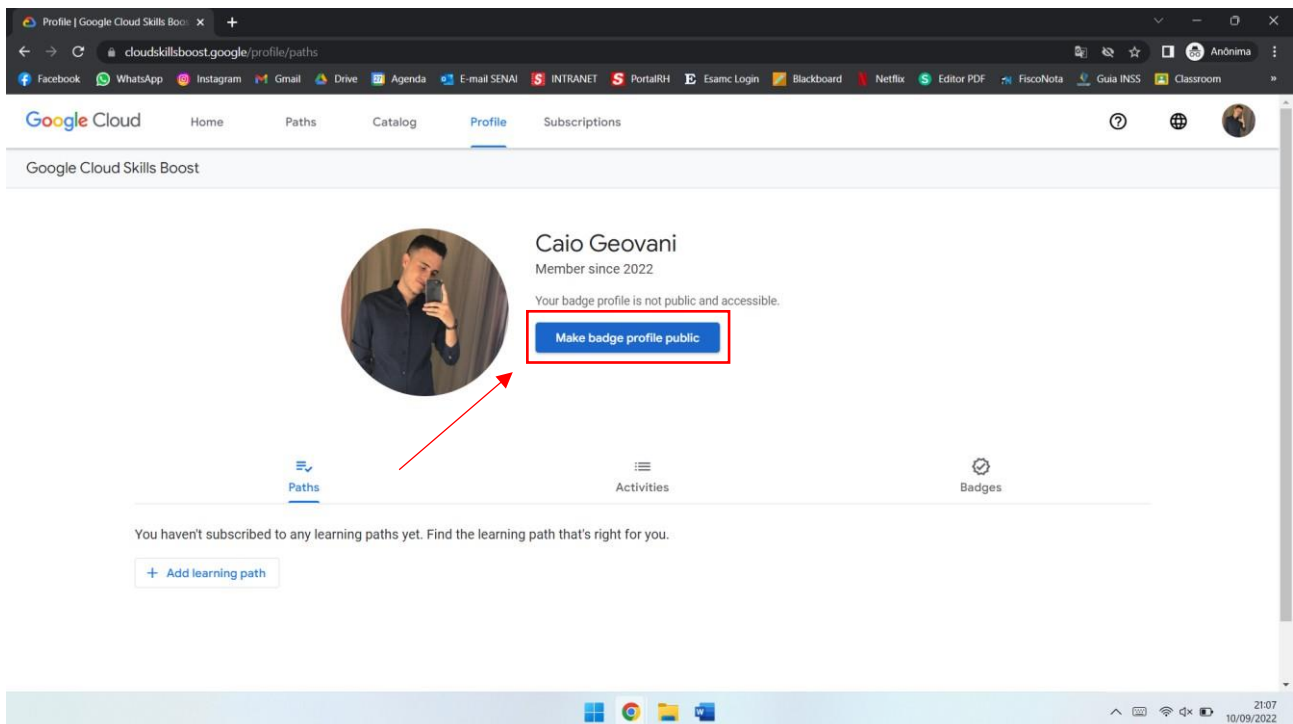 Profile | Google Cloud Skills Boo
cloudskillsboost.google/profile/paths
Anônima
Facebook WhatsApp Instagram Gmail Drive Agenda E-mail SENAI INTRANET PortalRH Esamc Login Blackboard Netflix Editor PDF FiscoNota Guia INSS Classroom »
Google Cloud Home Paths Catalog Profile Subscriptions
Google Cloud Skills Boost
Caio Geovani
Member since 2022
Your badge profile is not public and accessible.
Make badge profile public
Paths Activities Badges
You haven't subscribed to any learning paths yet. Find the learning path that's right for you.
+ Add learning path
21:07
10/09/2022